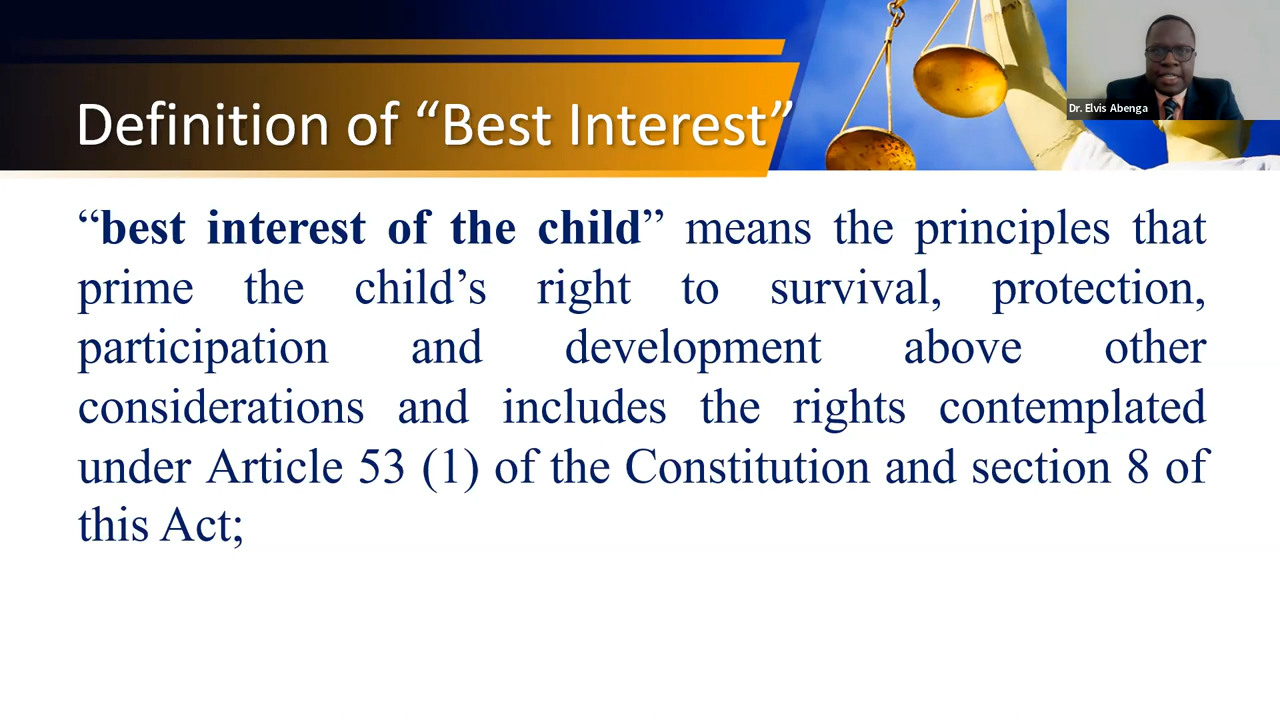 Definition of “Best Interest”
Dr. Elvis Abenga
“best interest of the child” means the principles that
prime the child’s right to survival, protection,
participation and development above other
considerations and includes the rights contemplated
under Article 53 (1) of the Constitution and section 8 of
this Act;